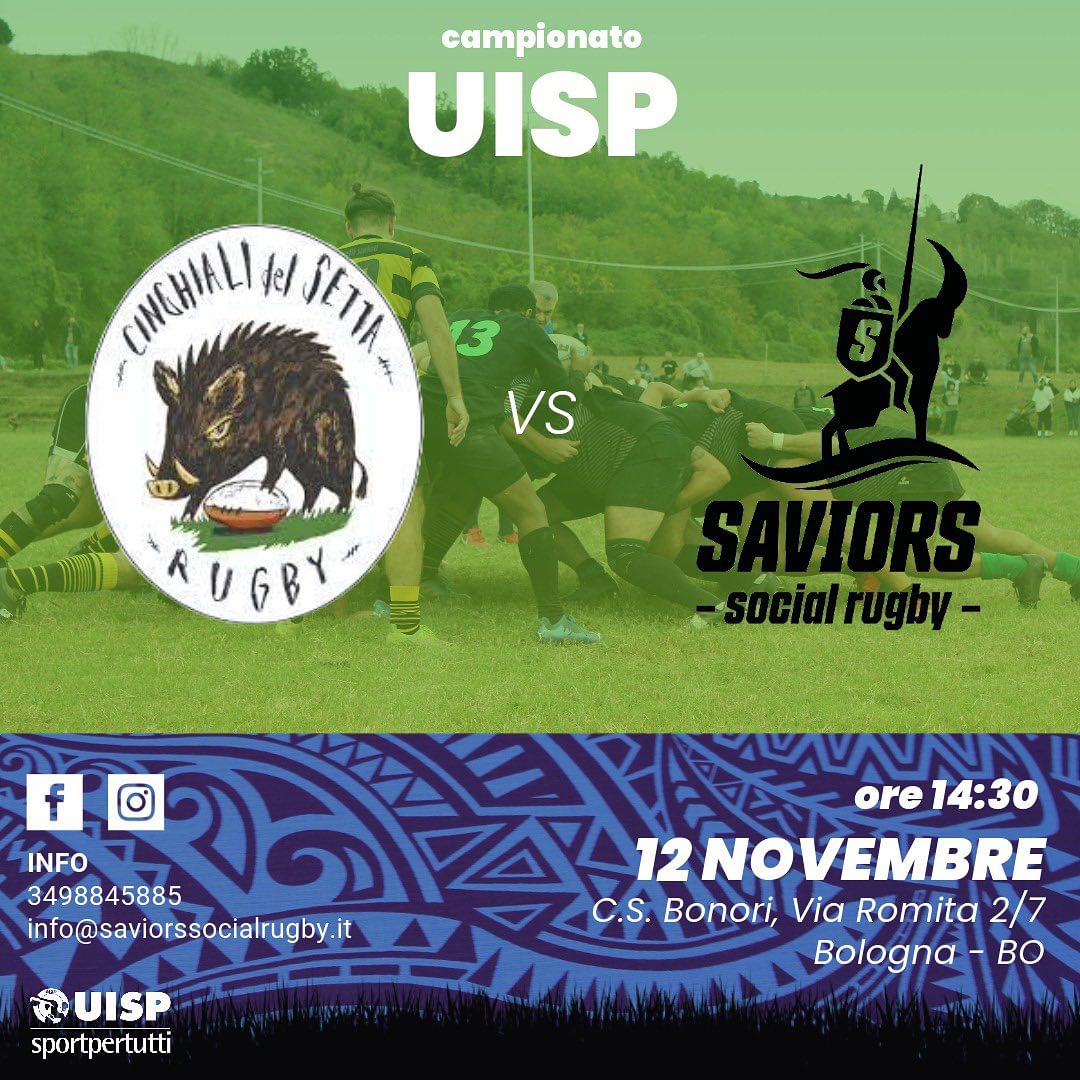 campionato
UISP
CINGHIALI del SETTA
RUGBY
13
VS
S
SAVIORS
- social rugby -
ore 14:30
12 NOVEMBRE
C.S. Bonori, Via Romita 2/7
Bologna - BO
INFO
3498845885
info@saviorssocialrugby.it
UISP
sportpertutti